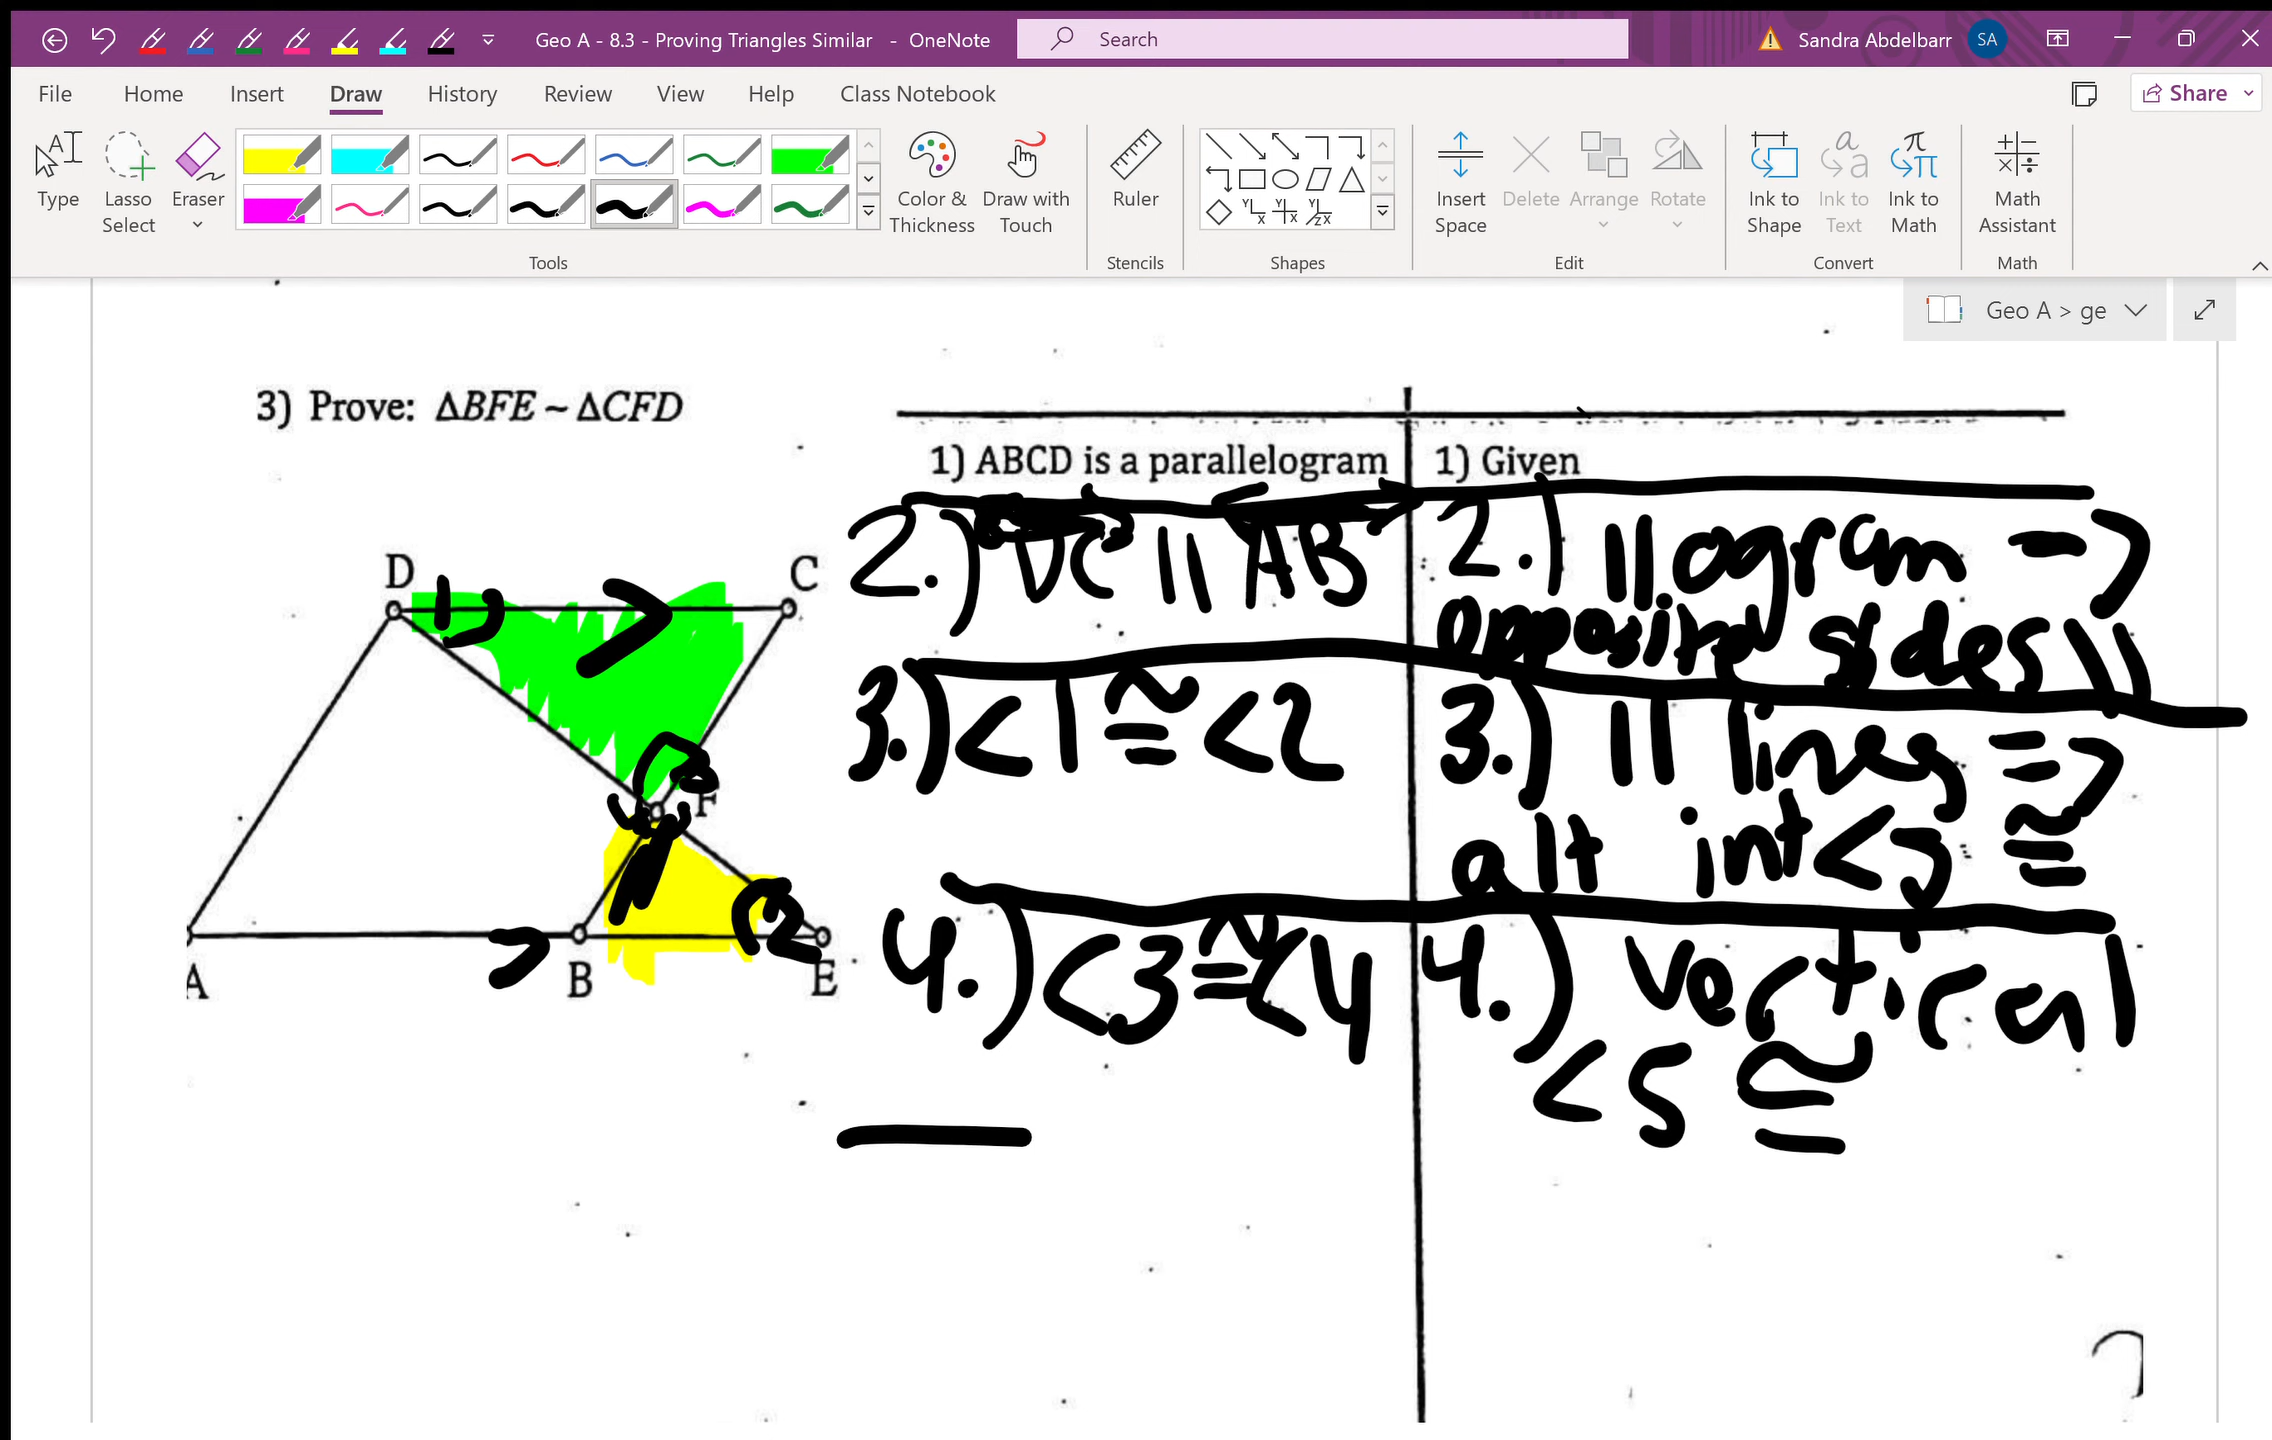 Geo A - 8.3 - Proving Triangles Similar - OneNote
Search
Sandra Abdelbarr
SA
File Home Insert Draw History Review View Help Class Notebook
Share
Type
Lasso Select
Eraser
Color & Thickness
Draw with Touch
Ruler
Insert Space
Delete
Arrange
Rotate
Ink to Shape
Ink to Text
Ink to Math
Math Assistant
Tools
Stencils
Shapes
Edit
Convert
Math
Geo A > ge
3) Prove: ΔBFE ~ ΔCFD
1) ABCD is a parallelogram
1) Given
2.) DC || AB
2.) ||ogram =>
opposite sides ||
3.) <1 ≅ <2
3.) || lines =>
alt int <s ≅
4.) <3 ≅ <4
4.) Vertical
<s ≅
D
C
1
3
F
4
2
A
B
E